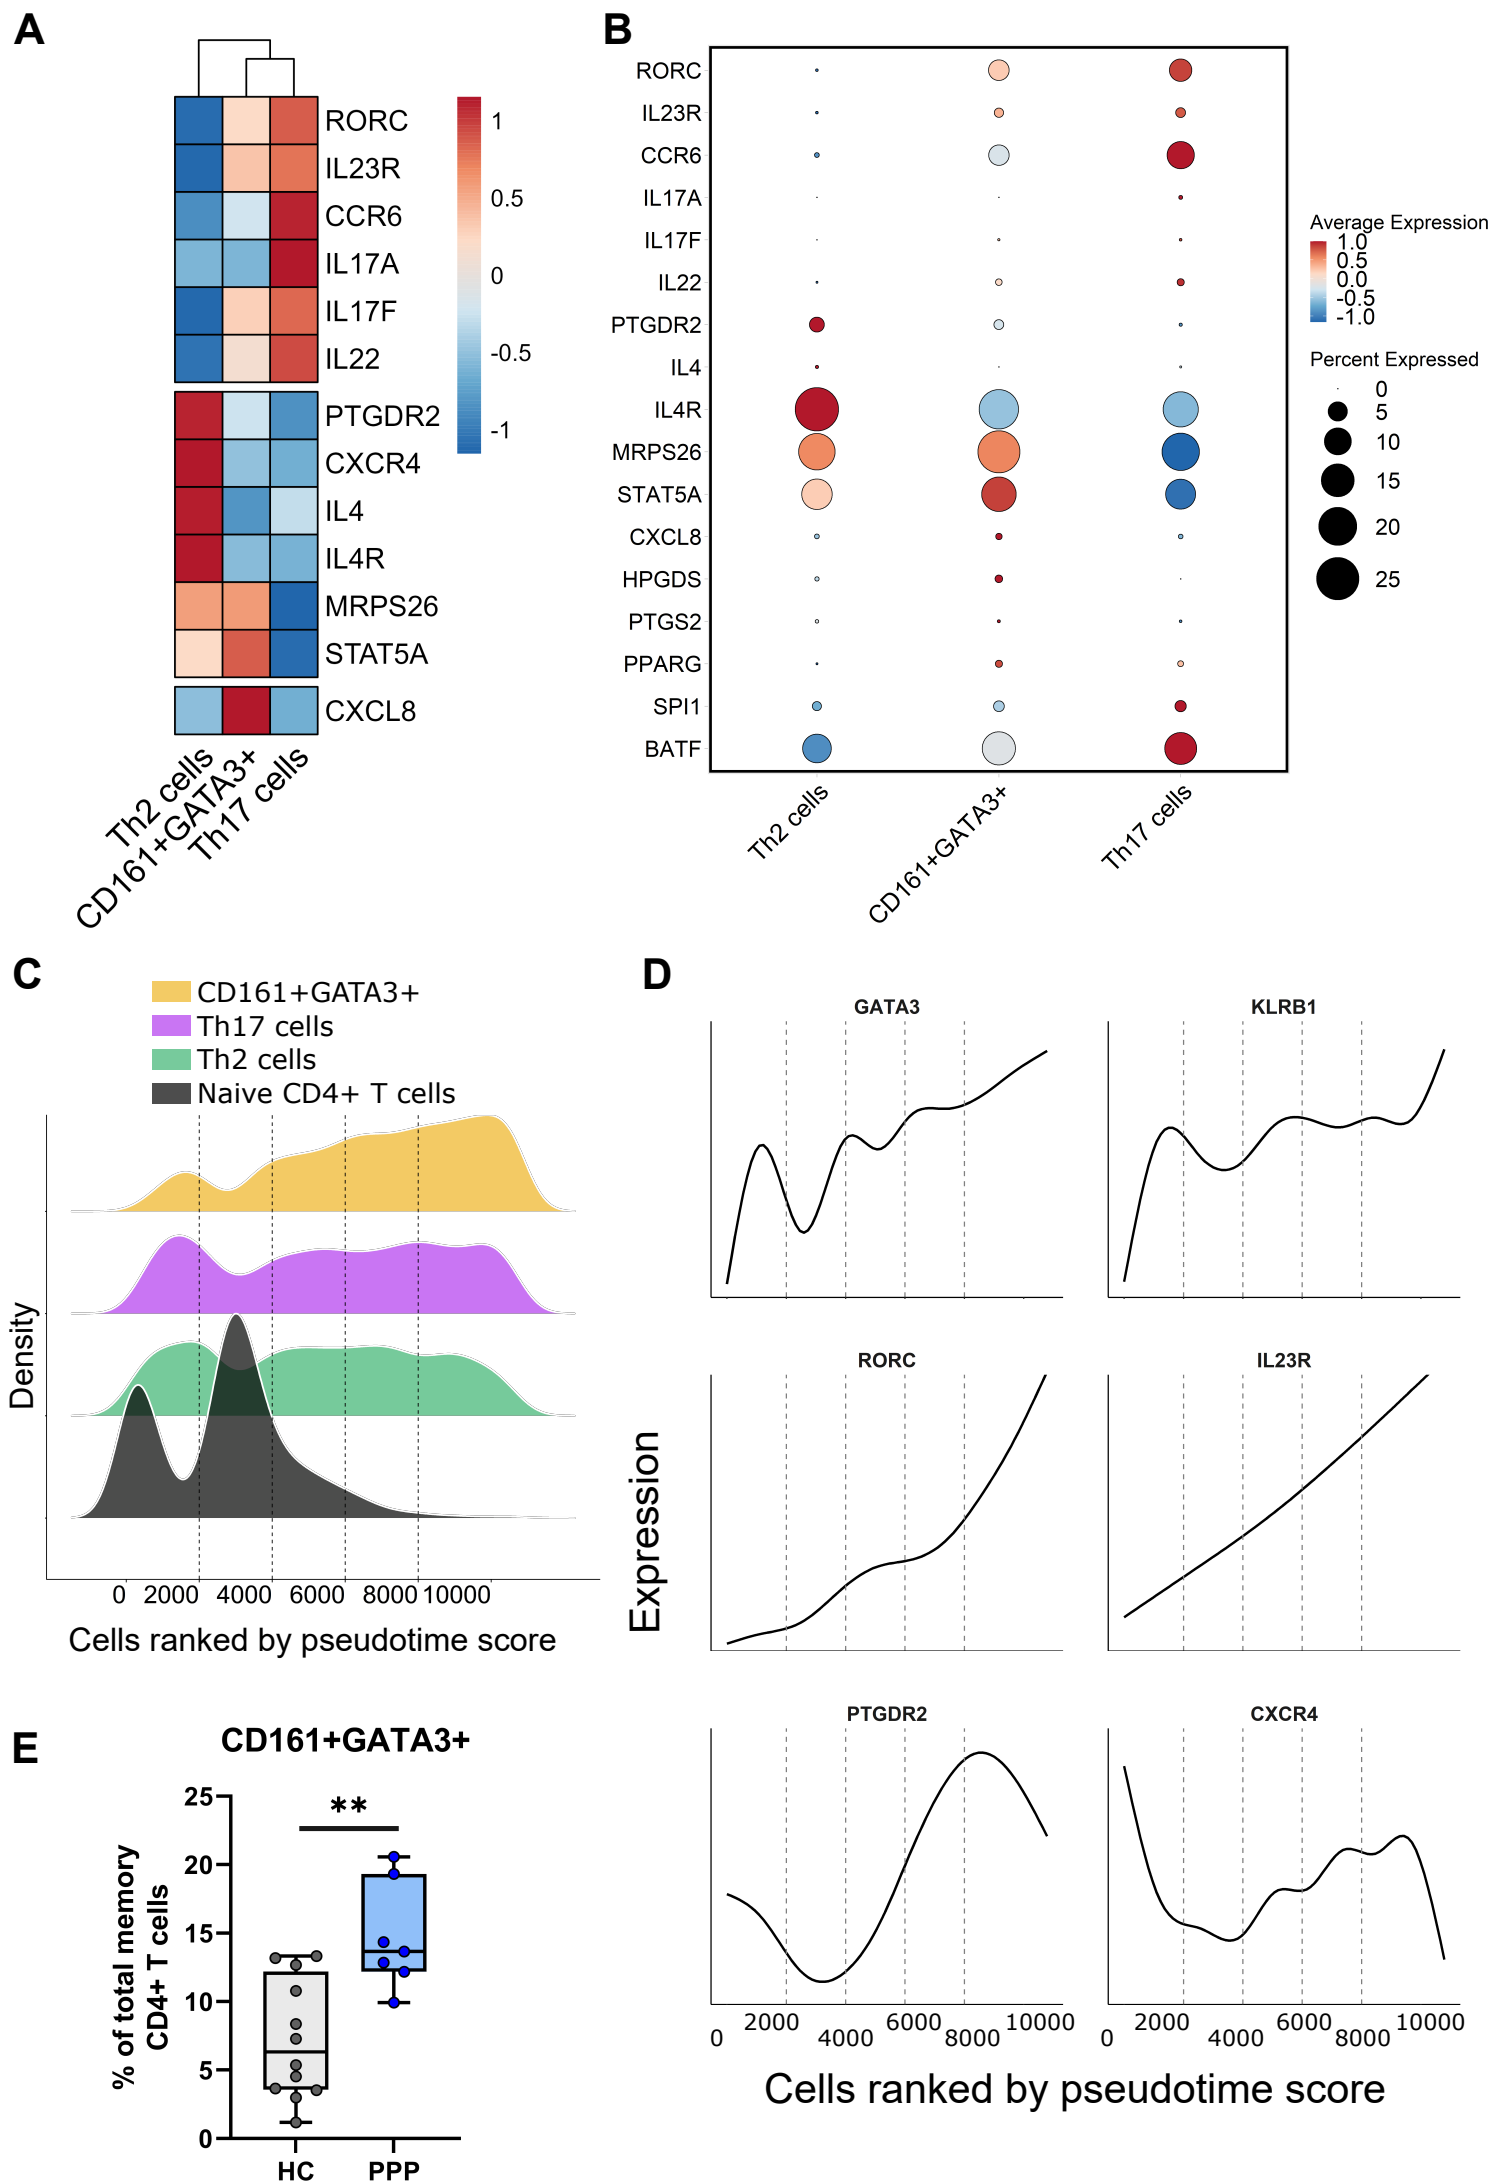 A
RORC
IL23R
CCR6
IL17A
IL17F
IL22
PTGDR2
CXCR4
IL4
IL4R
MRPS26
STAT5A
CXCL8
1
0.5
0
-0.5
-1
Th2 cells
CD161+GATA3+
Th17 cells
B
RORC
IL23R
CCR6
IL17A
IL17F
IL22
PTGDR2
IL4
IL4R
MRPS26
STAT5A
CXCL8
HPGDS
PTGS2
PPARG
SPI1
BATF
Th2 cells
CD161+GATA3+
Th17 cells
Average Expression
1.0
0.5
0.0
-0.5
-1.0
Percent Expressed
0
5
10
15
20
25
C
CD161+GATA3+
Th17 cells
Th2 cells
Naive CD4+ T cells
Density
0 2000 4000 6000 8000 10000
Cells ranked by pseudotime score
D
GATA3
KLRB1
RORC
IL23R
PTGDR2
CXCR4
Expression
0 2000 4000 6000 8000 10000
0 2000 4000 6000 8000 10000
Cells ranked by pseudotime score
E
CD161+GATA3+
**
% of total memory
CD4+ T cells
25
20
15
10
5
0
HC
PPP